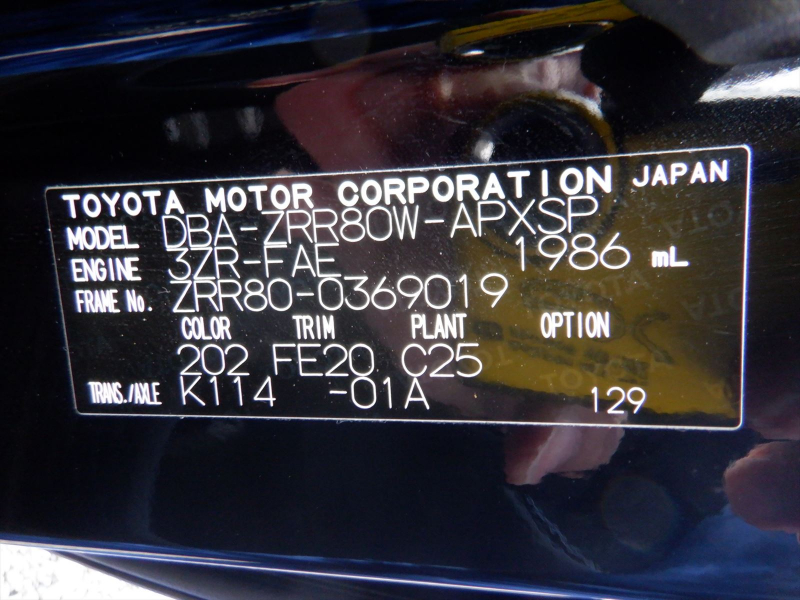 TOYOTA MOTOR CORPORATION JAPAN
MODEL DBA-ZRR80W-APXSP
ENGINE 3ZR-FAE 1986 mL
FRAME No. ZRR80-0369019
COLOR TRIM PLANT OPTION
202 FE20 C25
TRANS./AXLE K114 -01A 129